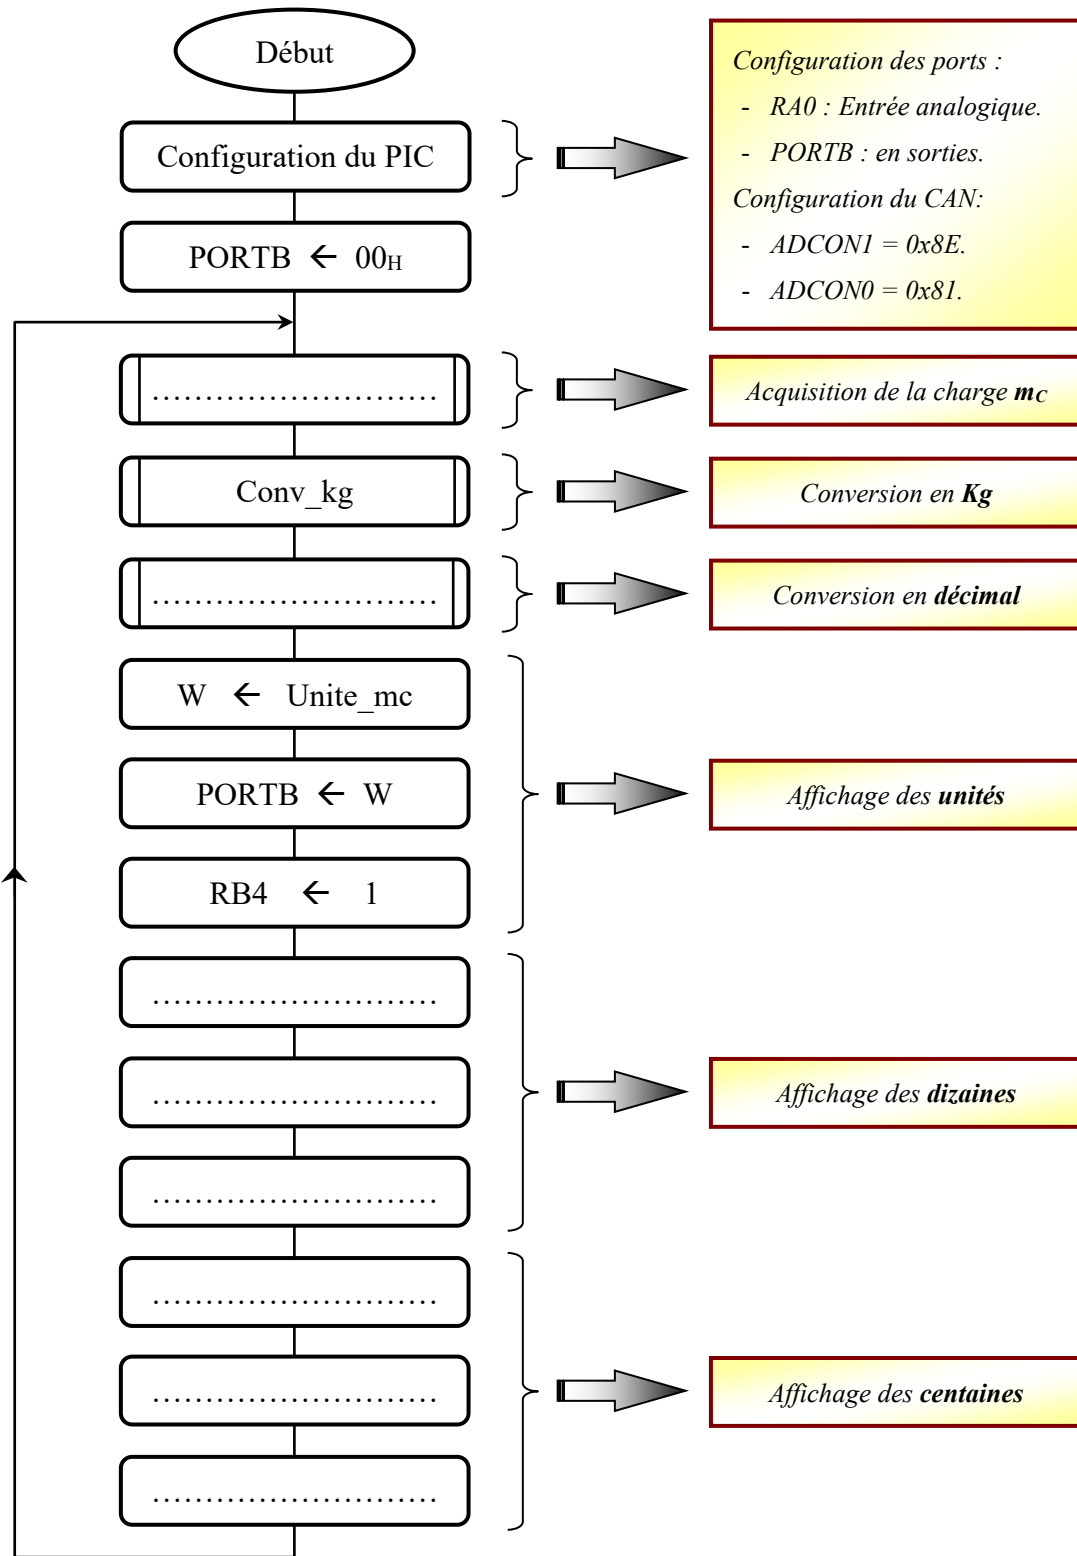 Début
Configuration du PIC
PORTB ← 00H
..........................
Conv_kg
..........................
W ← Unite_mc
PORTB ← W
RB4 ← 1
..........................
..........................
..........................
..........................
..........................
..........................
Configuration des ports :
- RA0 : Entrée analogique.
- PORTB : en sorties.
Configuration du CAN:
- ADCON1 = 0x8E.
- ADCON0 = 0x81.
Acquisition de la charge mC
Conversion en Kg
Conversion en décimal
Affichage des unités
Affichage des dizaines
Affichage des centaines